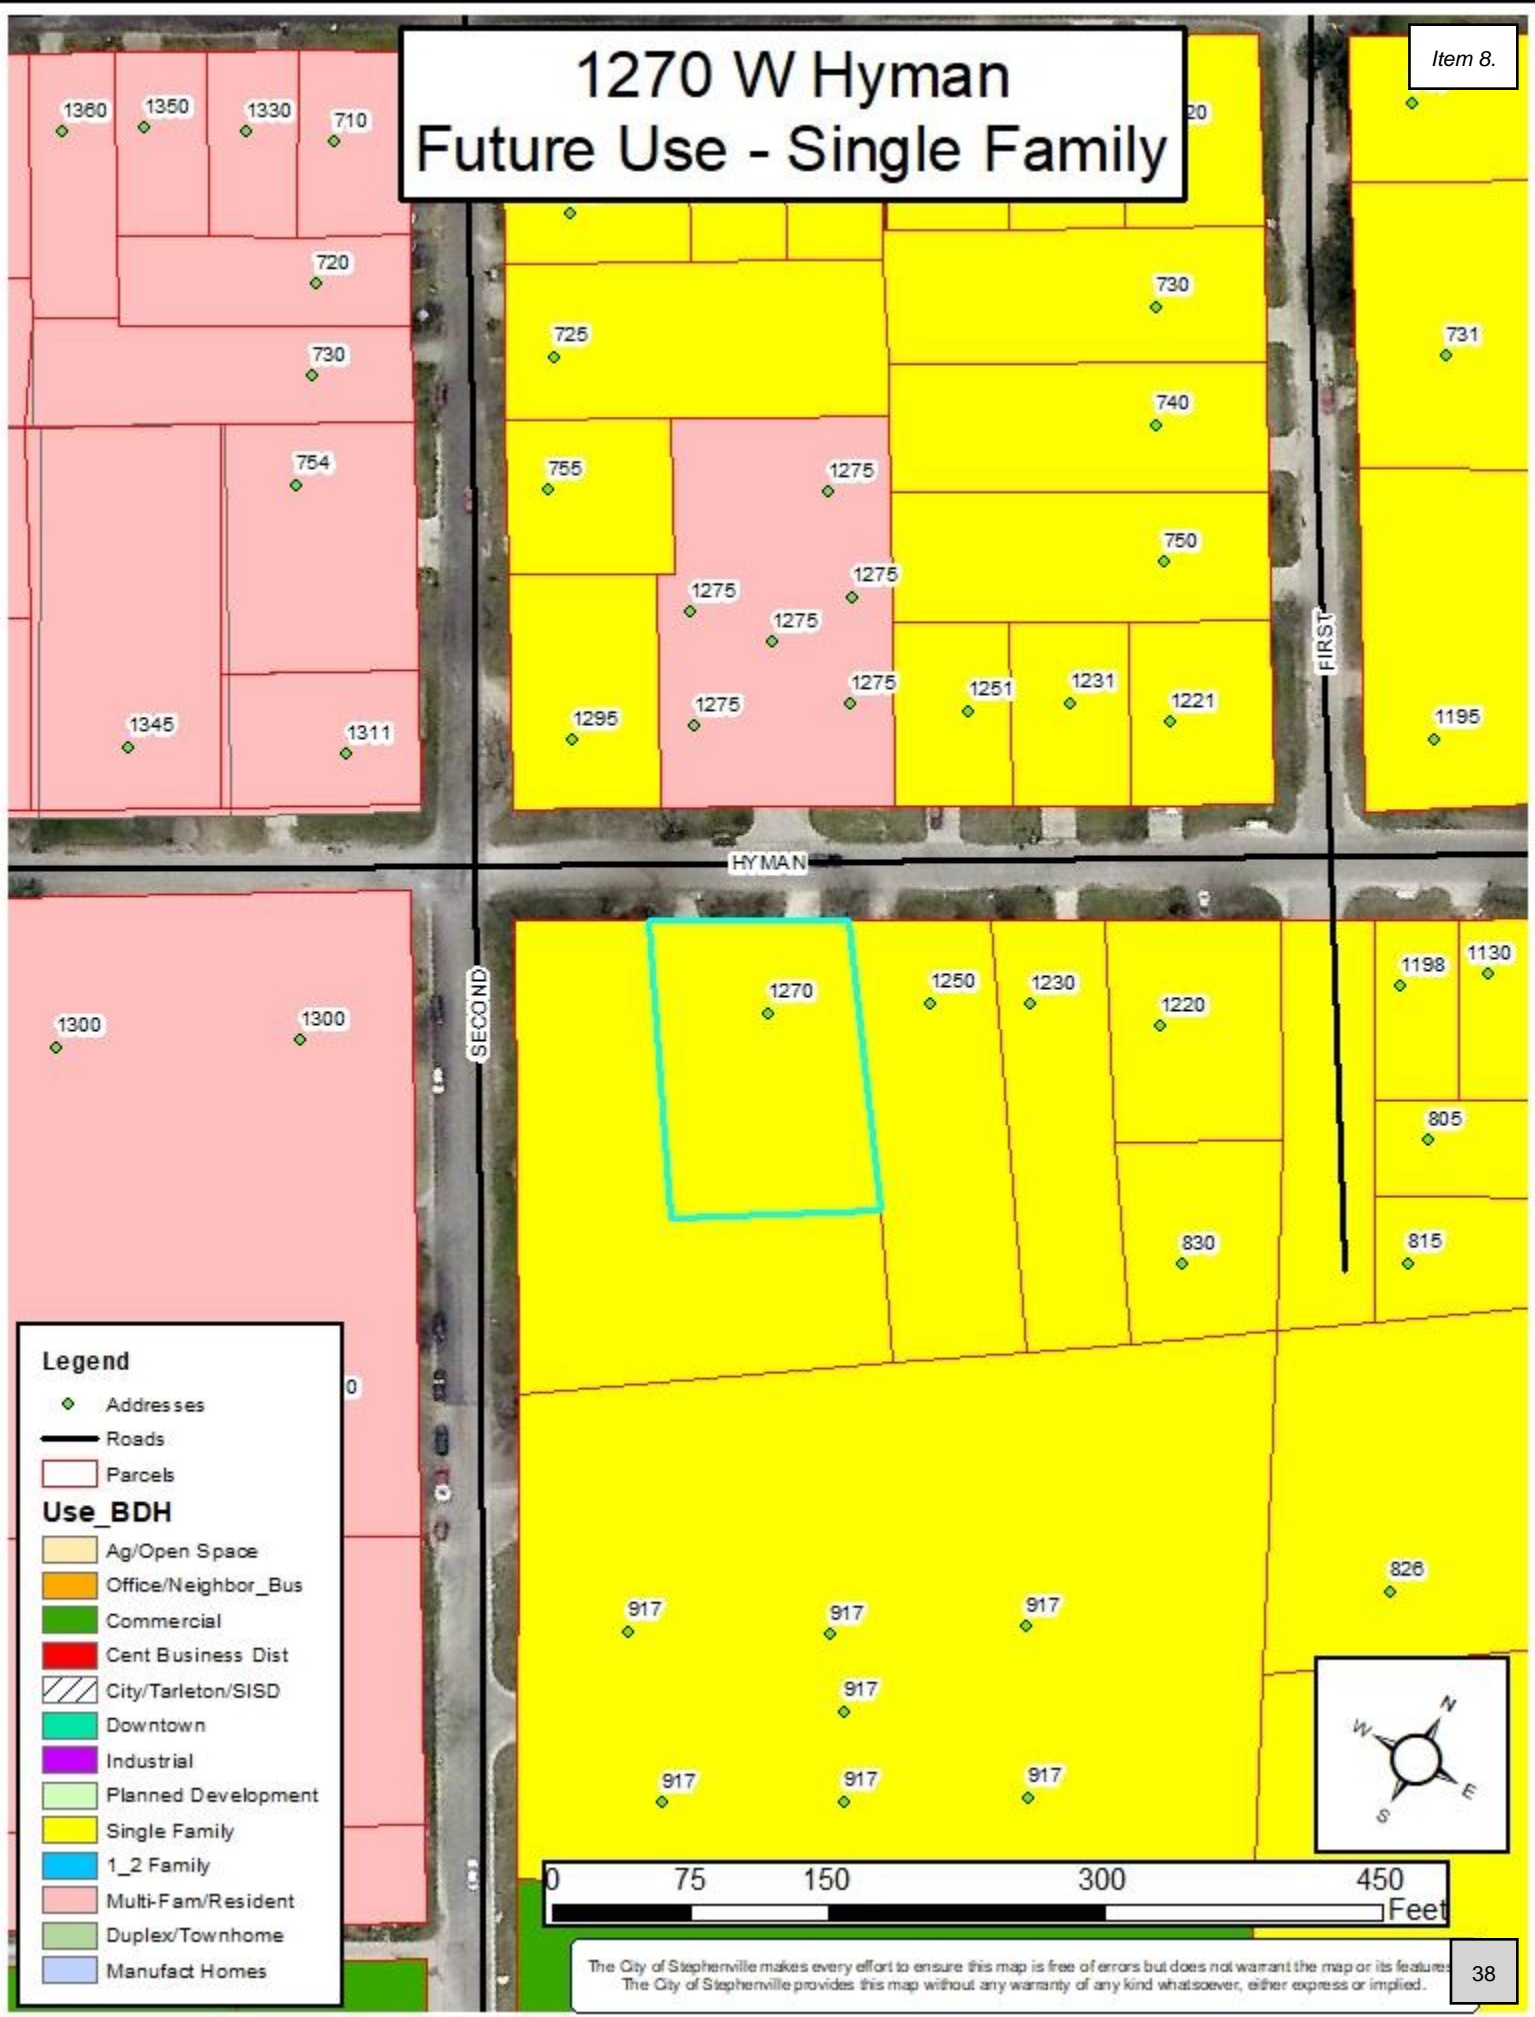 1270 W Hyman
Future Use - Single Family
Item 8.
1360
1350
1330
710
20
720
730
725
730
731
740
754
755
1275
750
1275
1275
1275
1275
1275
1251
1231
1221
1295
1195
1345
1311
FIRST
HYMAN
SECOND
1270
1250
1230
1220
1198
1130
1300
1300
805
830
815
0
917
917
917
826
917
917
917
917
Legend
Addresses
Roads
Parcels
Use_BDH
Ag/Open Space
Office/Neighbor_Bus
Commercial
Cent Business Dist
City/Tarleton/SISD
Downtown
Industrial
Planned Development
Single Family
1_2 Family
Multi-Fam/Resident
Duplex/Townhome
Manufact Homes
N
W
E
S
0 75 150 300 450
Feet
The City of Stephenville makes every effort to ensure this map is free of errors but does not warrant the map or its features
The City of Stephenville provides this map without any warranty of any kind whatsoever, either express or implied.
38